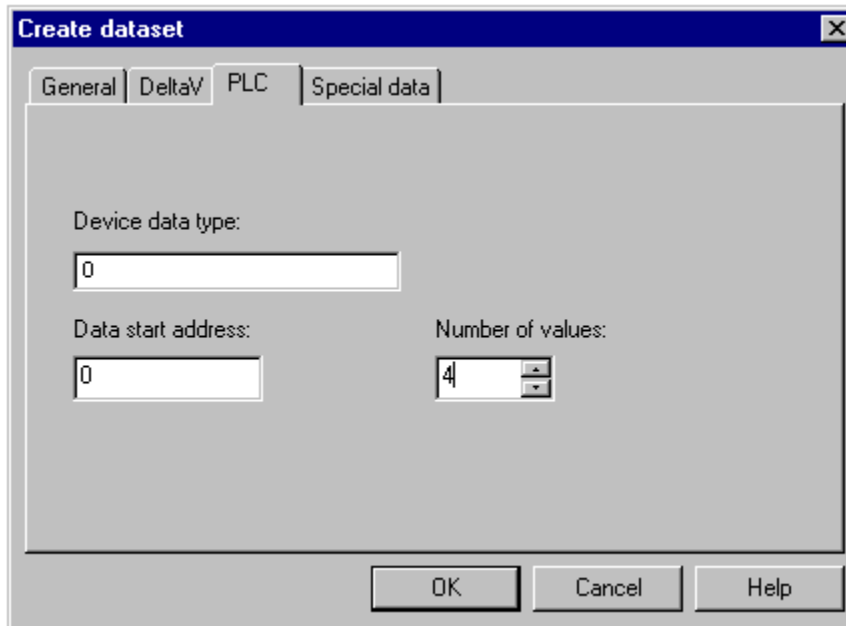 Create dataset
General DeltaV PLC Special data
Device data type:
0
Data start address: Number of values:
0 4
OK Cancel Help